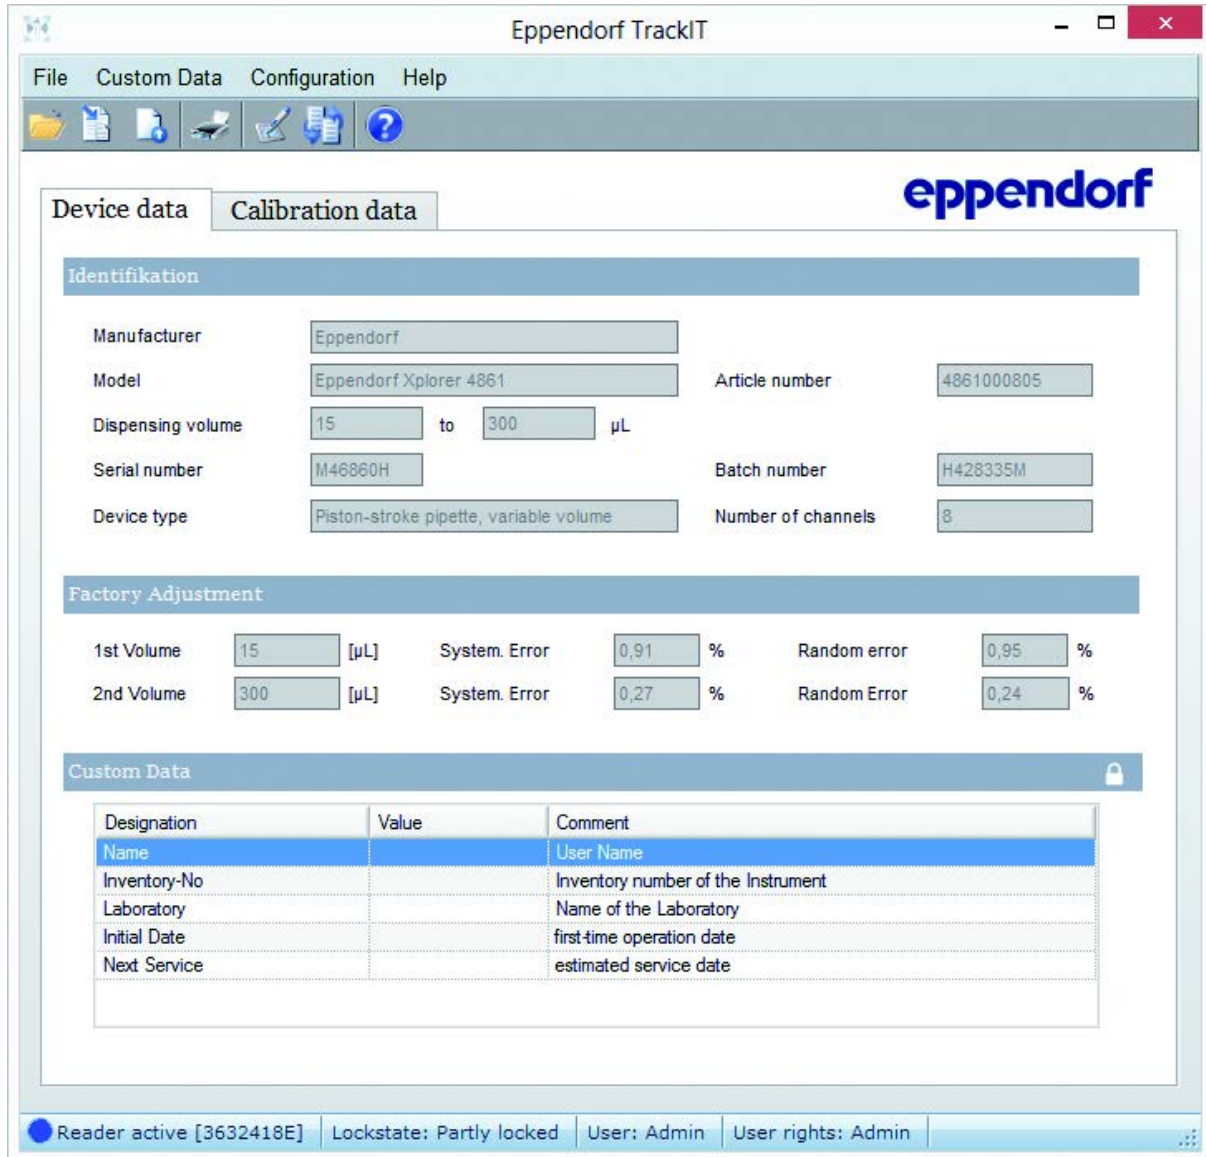 Eppendorf TrackIT
File Custom Data Configuration Help
eppendorf
Device data Calibration data
Identifikation
Manufacturer Eppendorf
Model Eppendorf Xplorer 4861 Article number 4861000805
Dispensing volume 15 to 300 µL
Serial number M46860H Batch number H428335M
Device type Piston-stroke pipette, variable volume Number of channels 8
Factory Adjustment
1st Volume 15 [µL] System. Error 0,91 % Random error 0,95 %
2nd Volume 300 [µL] System. Error 0,27 % Random Error 0,24 %
Custom Data
Designation Value Comment
Name User Name
Inventory-No Inventory number of the Instrument
Laboratory Name of the Laboratory
Initial Date first-time operation date
Next Service estimated service date
Reader active [3632418E] Lockstate: Partly locked User: Admin User rights: Admin